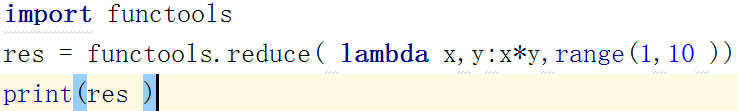 import functools
res = functools.reduce( lambda x,y:x*y,range(1,10 ))
print(res )